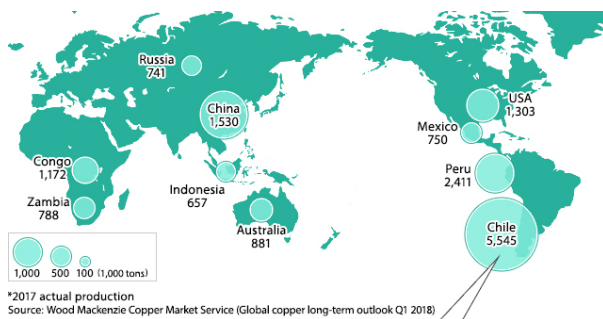 Russia
741
China
1,530
USA
1,303
Mexico
750
Congo
1,172
Peru
2,411
Indonesia
657
Zambia
788
Australia
881
Chile
5,545
1,000 500 100 (1,000 tons)
*2017 actual production
Source: Wood Mackenzie Copper Market Service (Global copper long-term outlook Q1 2018)